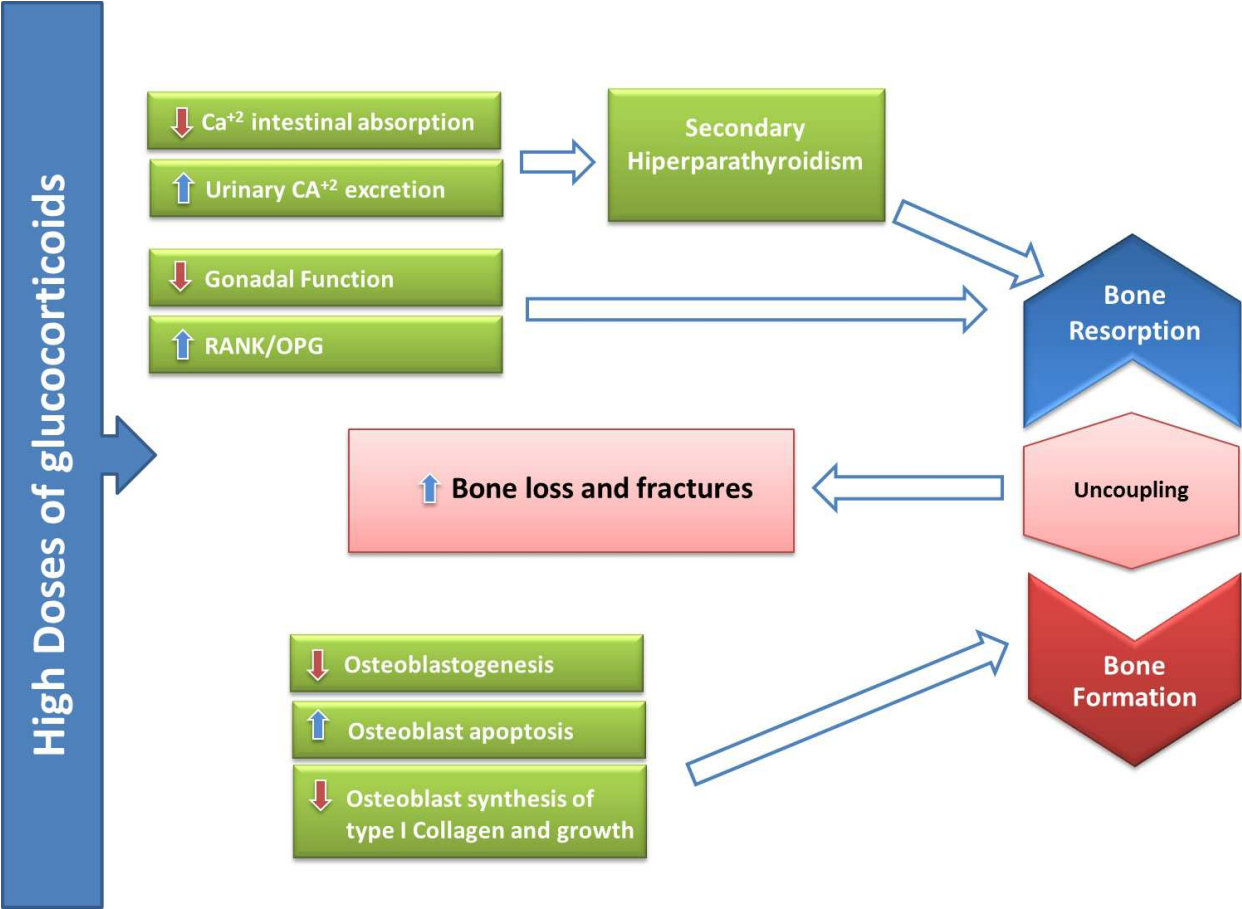 High Doses of glucocorticoids
Ca+2 intestinal absorption
Urinary CA+2 excretion
Gonadal Function
RANK/OPG
Secondary
Hiperparathyroidism
Bone
Resorption
Uncoupling
Bone loss and fractures
Bone
Formation
Osteoblastogenesis
Osteoblast apoptosis
Osteoblast synthesis of
type I Collagen and growth